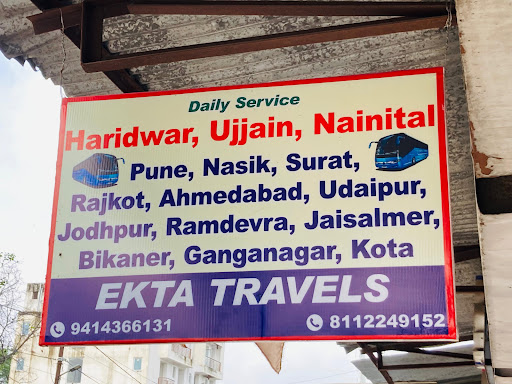 Daily Service
Haridwar, Ujjain, Nainital
Pune, Nasik, Surat,
Rajkot, Ahmedabad, Udaipur,
Jodhpur, Ramdevra, Jaisalmer,
Bikaner, Ganganagar, Kota
EKTA TRAVELS
9414366131 8112249152